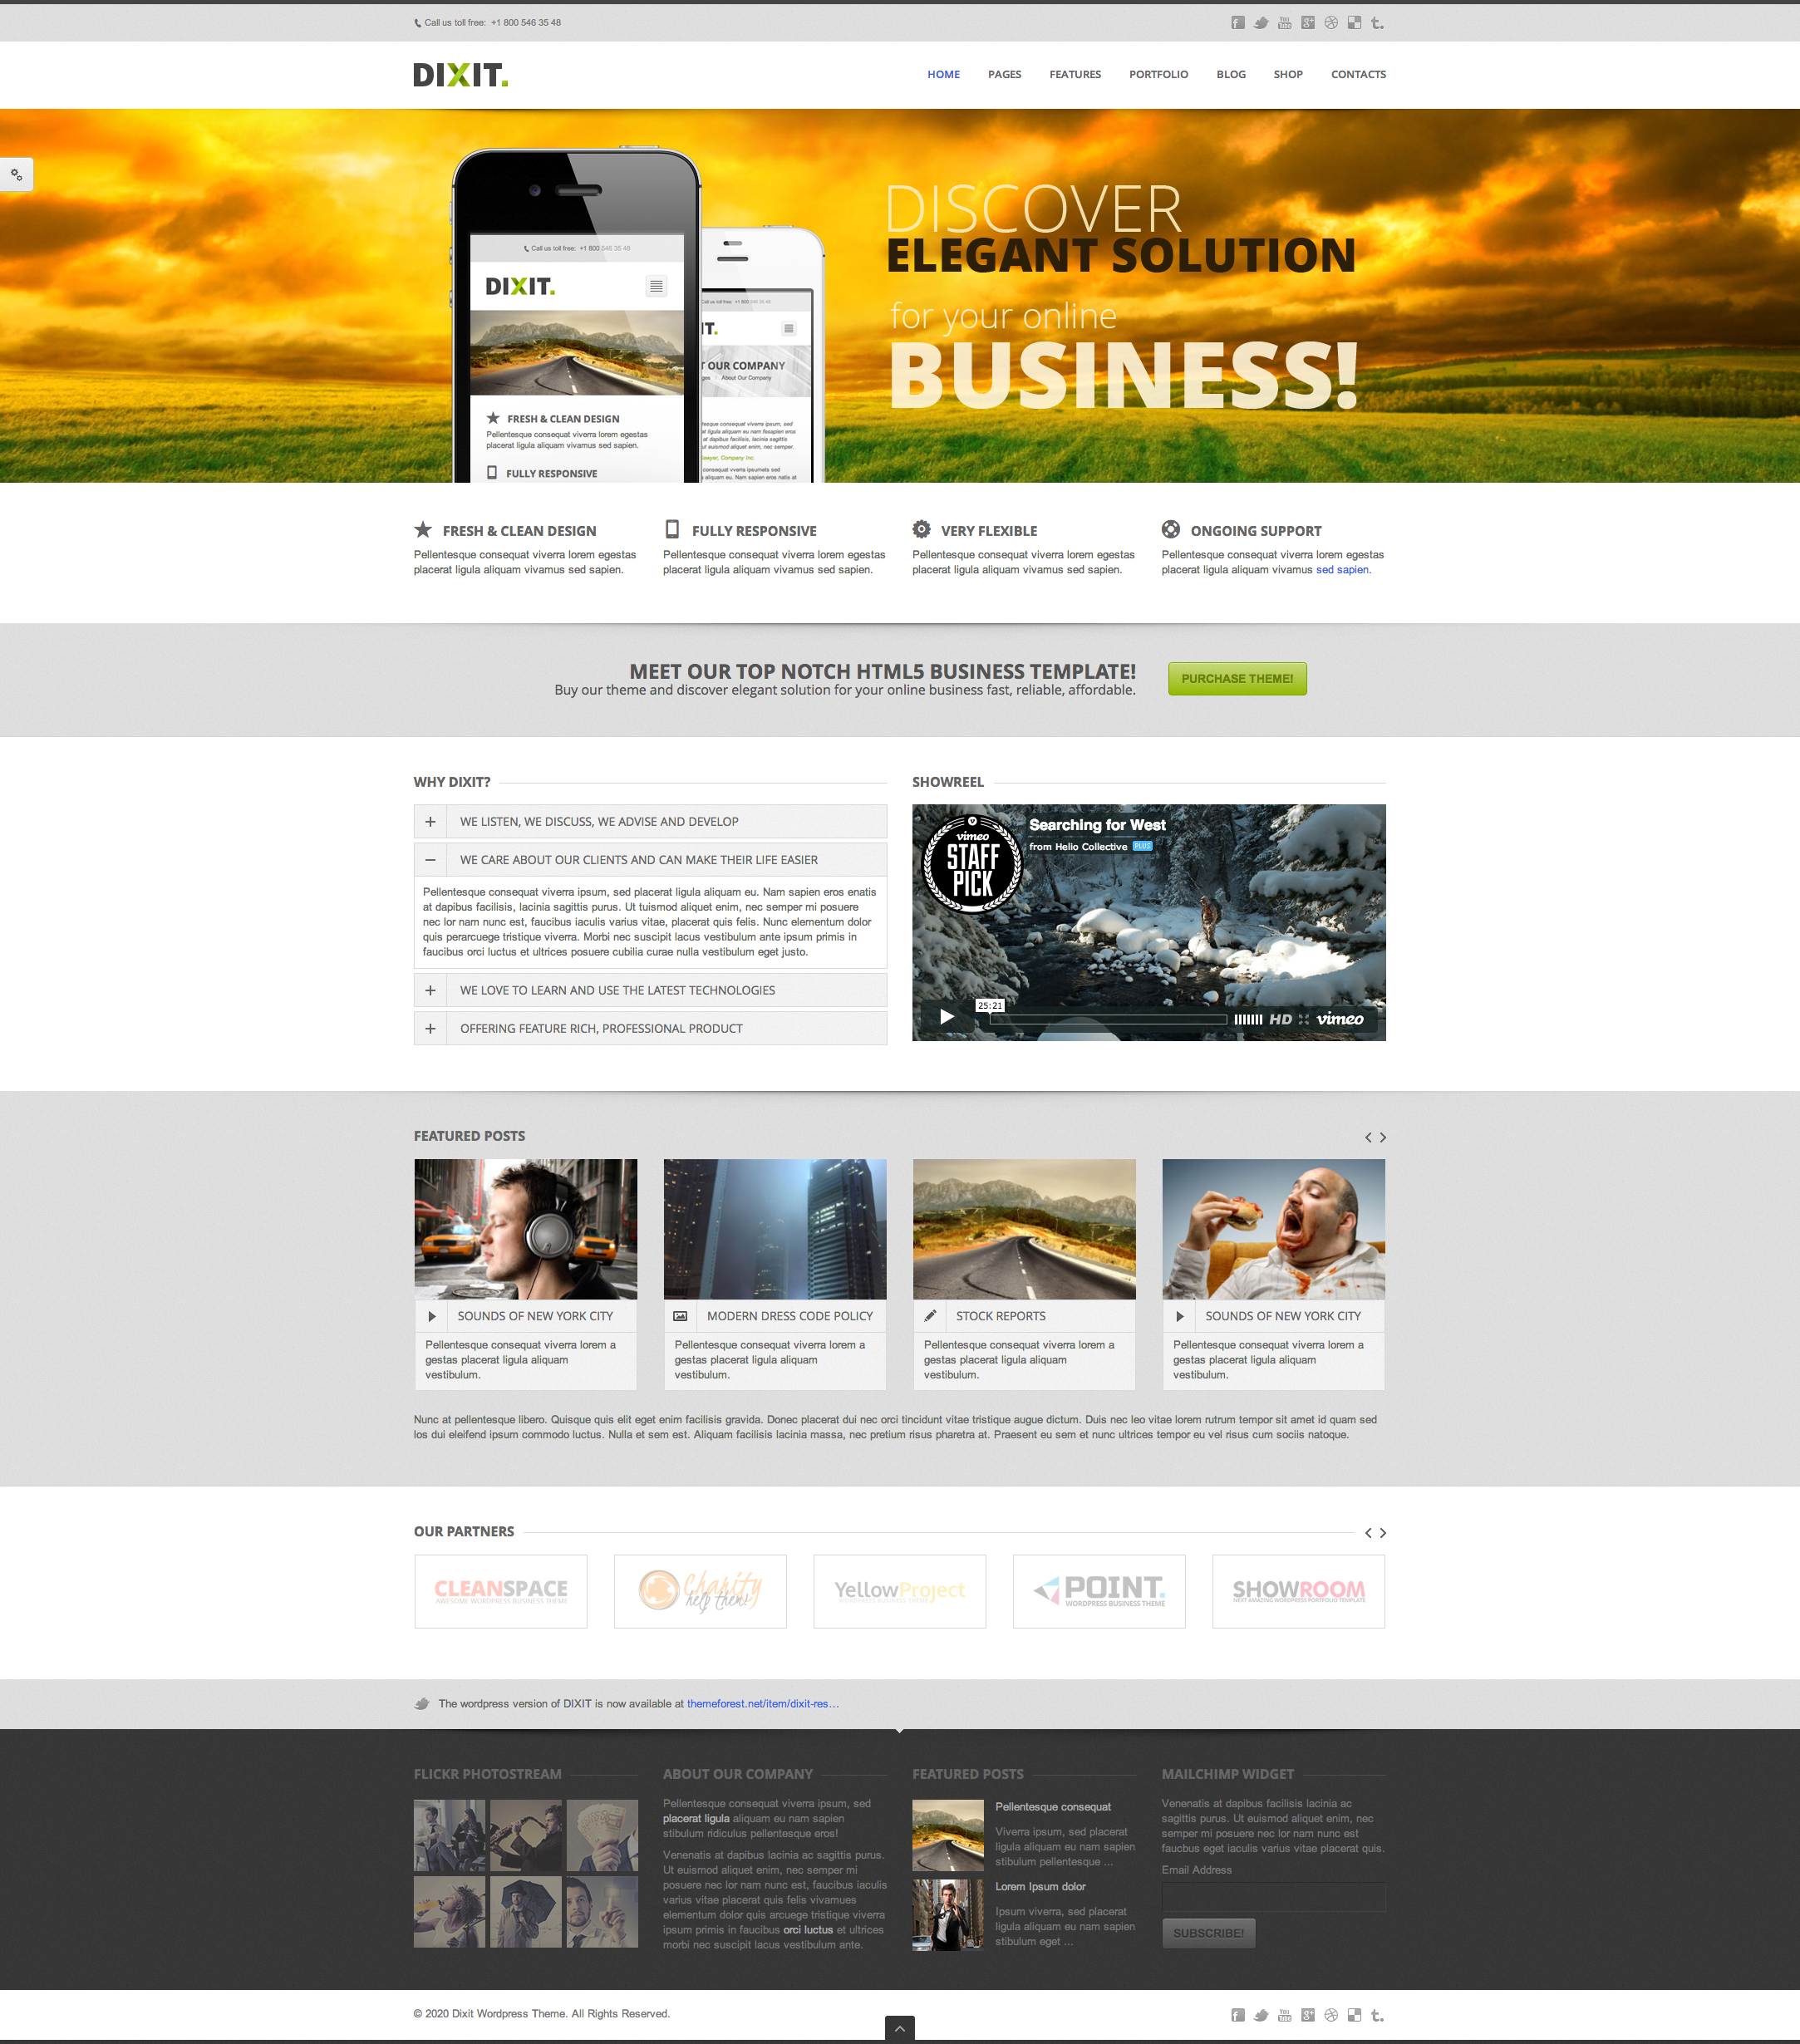 Call us toll free: +1 800 546 35 48
DIXIT.
HOME PAGES FEATURES PORTFOLIO BLOG SHOP CONTACTS
DISCOVER
ELEGANT SOLUTION
for your online
BUSINESS!
Call us toll free: +1 800 546 35 48
DIXIT.
FRESH & CLEAN DESIGN
Pellentesque consequat viverra lorem egestas
placerat ligula aliquam vivamus sed sapien.
FULLY RESPONSIVE
Call us toll free: +1 800 546 35 48
IT.
T OUR COMPANY
About Our Company
FRESH & CLEAN DESIGN
Pellentesque consequat viverra lorem egestas
placerat ligula aliquam vivamus sed sapien.
FULLY RESPONSIVE
Pellentesque consequat viverra lorem egestas
placerat ligula aliquam vivamus sed sapien.
VERY FLEXIBLE
Pellentesque consequat viverra lorem egestas
placerat ligula aliquam vivamus sed sapien.
ONGOING SUPPORT
Pellentesque consequat viverra lorem egestas
placerat ligula aliquam vivamus sed sapien.
MEET OUR TOP NOTCH HTML5 BUSINESS TEMPLATE!
Buy our theme and discover elegant solution for your online business fast, reliable, affordable.
PURCHASE THEME!
WHY DIXIT?
WE LISTEN, WE DISCUSS, WE ADVISE AND DEVELOP
WE CARE ABOUT OUR CLIENTS AND CAN MAKE THEIR LIFE EASIER
Pellentesque consequat viverra ipsum, sed placerat ligula aliquam eu. Nam sapien eros enatis
at dapibus facilisis, lacinia sagittis purus. Ut tuismod aliquet enim, nec semper mi posuere
nec lor nam nunc est, faucibus iaculis varius vitae, placerat quis felis. Nunc elementum dolor
quis perarcuege tristique viverra. Morbi nec suscipit lacus vestibulum ante ipsum primis in
faucibus orci luctus et ultrices posuere cubilia curae nulla vestibulum eget justo.
WE LOVE TO LEARN AND USE THE LATEST TECHNOLOGIES
OFFERING FEATURE RICH, PROFESSIONAL PRODUCT
SHOWREEL
vimeo
STAFF
PICK
Searching for West
from Helio Collective PLUS
25:21
HD vimeo
FEATURED POSTS
SOUNDS OF NEW YORK CITY
Pellentesque consequat viverra lorem a
gestas placerat ligula aliquam
vestibulum.
MODERN DRESS CODE POLICY
Pellentesque consequat viverra lorem a
gestas placerat ligula aliquam
vestibulum.
STOCK REPORTS
Pellentesque consequat viverra lorem a
gestas placerat ligula aliquam
vestibulum.
SOUNDS OF NEW YORK CITY
Pellentesque consequat viverra lorem a
gestas placerat ligula aliquam
vestibulum.
Nunc at pellentesque libero. Quisque quis elit eget enim facilisis gravida. Donec placerat dui nec orci tincidunt vitae tristique augue dictum. Duis nec leo vitae lorem rutrum tempor sit amet id quam sed
los dui eleifend ipsum commodo luctus. Nulla et sem est. Aliquam facilisis lacinia massa, nec pretium risus pharetra at. Praesent eu sem et nunc ultrices tempor eu vel risus cum sociis natoque.
OUR PARTNERS
CLEANSPACE
AWESOME WORDPRESS BUSINESS THEME
Charity
help them!
YellowProject
WORDPRESS BUSINESS THEME
POINT.
WORDPRESS BUSINESS THEME
SHOWROOM
NEXT AMAZING WORDPRESS PORTFOLIO TEMPLATE
The wordpress version of DIXIT is now available at themeforest.net/item/dixit-res…
FLICKR PHOTOSTREAM
ABOUT OUR COMPANY
Pellentesque consequat viverra ipsum, sed
placerat ligula aliquam eu nam sapien
stibulum ridiculus pellentesque eros!
Venenatis at dapibus lacinia ac sagittis purus.
Ut euismod aliquet enim, nec semper mi
posuere nec lor nam nunc est, faucibus iaculis
varius vitae placerat quis felis vivamues
elementum dolor quis arcuege tristique viverra
ipsum primis in faucibus orci luctus et ultrices
morbi nec suscipit lacus vestibulum ante.
FEATURED POSTS
Pellentesque consequat
Viverra ipsum, sed placerat
ligula aliquam eu nam sapien
stibulum pellentesque ...
Lorem Ipsum dolor
Ipsum viverra, sed placerat
ligula aliquam eu nam sapien
stibulum eget ...
MAILCHIMP WIDGET
Venenatis at dapibus facilisis lacinia ac
sagittis purus. Ut euismod aliquet enim, nec
semper mi posuere nec lor nam nunc est
faucbus eget iaculis varius vitae placerat quis.
Email Address
SUBSCRIBE!
© 2020 Dixit Wordpress Theme. All Rights Reserved.